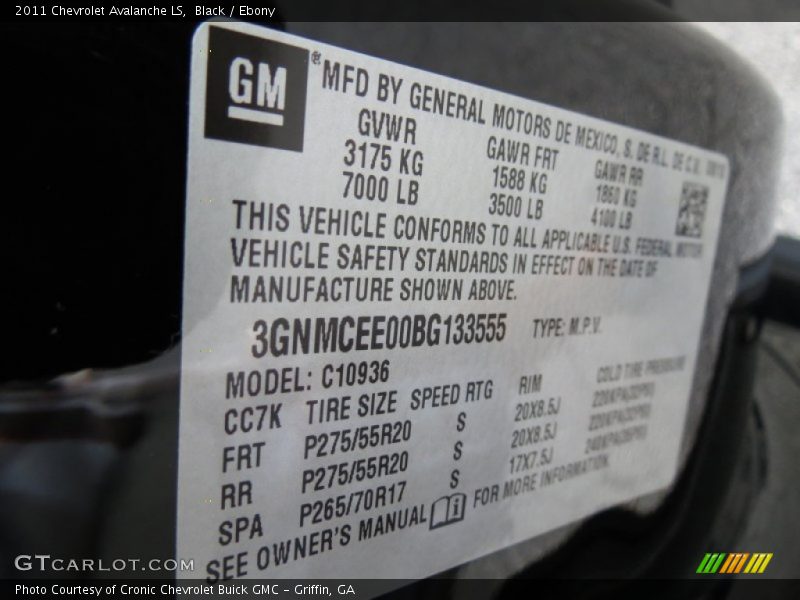 2011 Chevrolet Avalanche LS, Black / Ebony
GM
® MFD BY GENERAL MOTORS DE MEXICO, S. DE R.L. DE C.V.
GVWR GAWR FRT GAWR RR
3175 KG 1588 KG 1860 KG
7000 LB 3500 LB 4100 LB
THIS VEHICLE CONFORMS TO ALL APPLICABLE U.S. FEDERAL MOTOR
VEHICLE SAFETY STANDARDS IN EFFECT ON THE DATE OF
MANUFACTURE SHOWN ABOVE.
3GNMCEE00BG133555 TYPE: M.P.V.
MODEL: C10936
CC7K TIRE SIZE SPEED RTG RIM COLD TIRE PRESSURE
FRT P275/55R20 S 20X8.5J
RR P275/55R20 S 20X8.5J
SPA P265/70R17 S 17X7.5J
SEE OWNER'S MANUAL FOR MORE INFORMATION.
GTCARLOT.COM
Photo Courtesy of Cronic Chevrolet Buick GMC – Griffin, GA